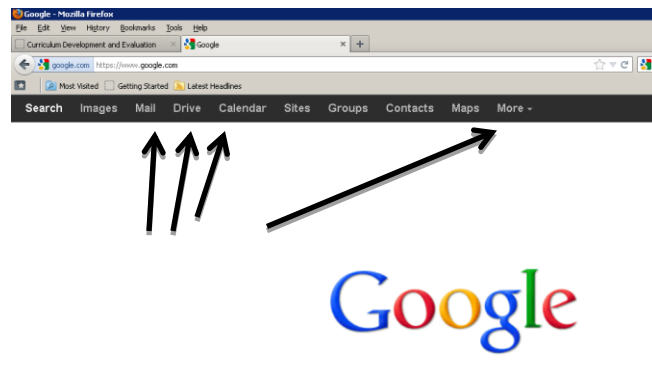 Google - Mozilla Firefox
File Edit View History Bookmarks Tools Help
Curriculum Development and Evaluation × Google × +
google.com https://www.google.com
Most Visited Getting Started Latest Headlines
Search Images Mail Drive Calendar Sites Groups Contacts Maps More
Google